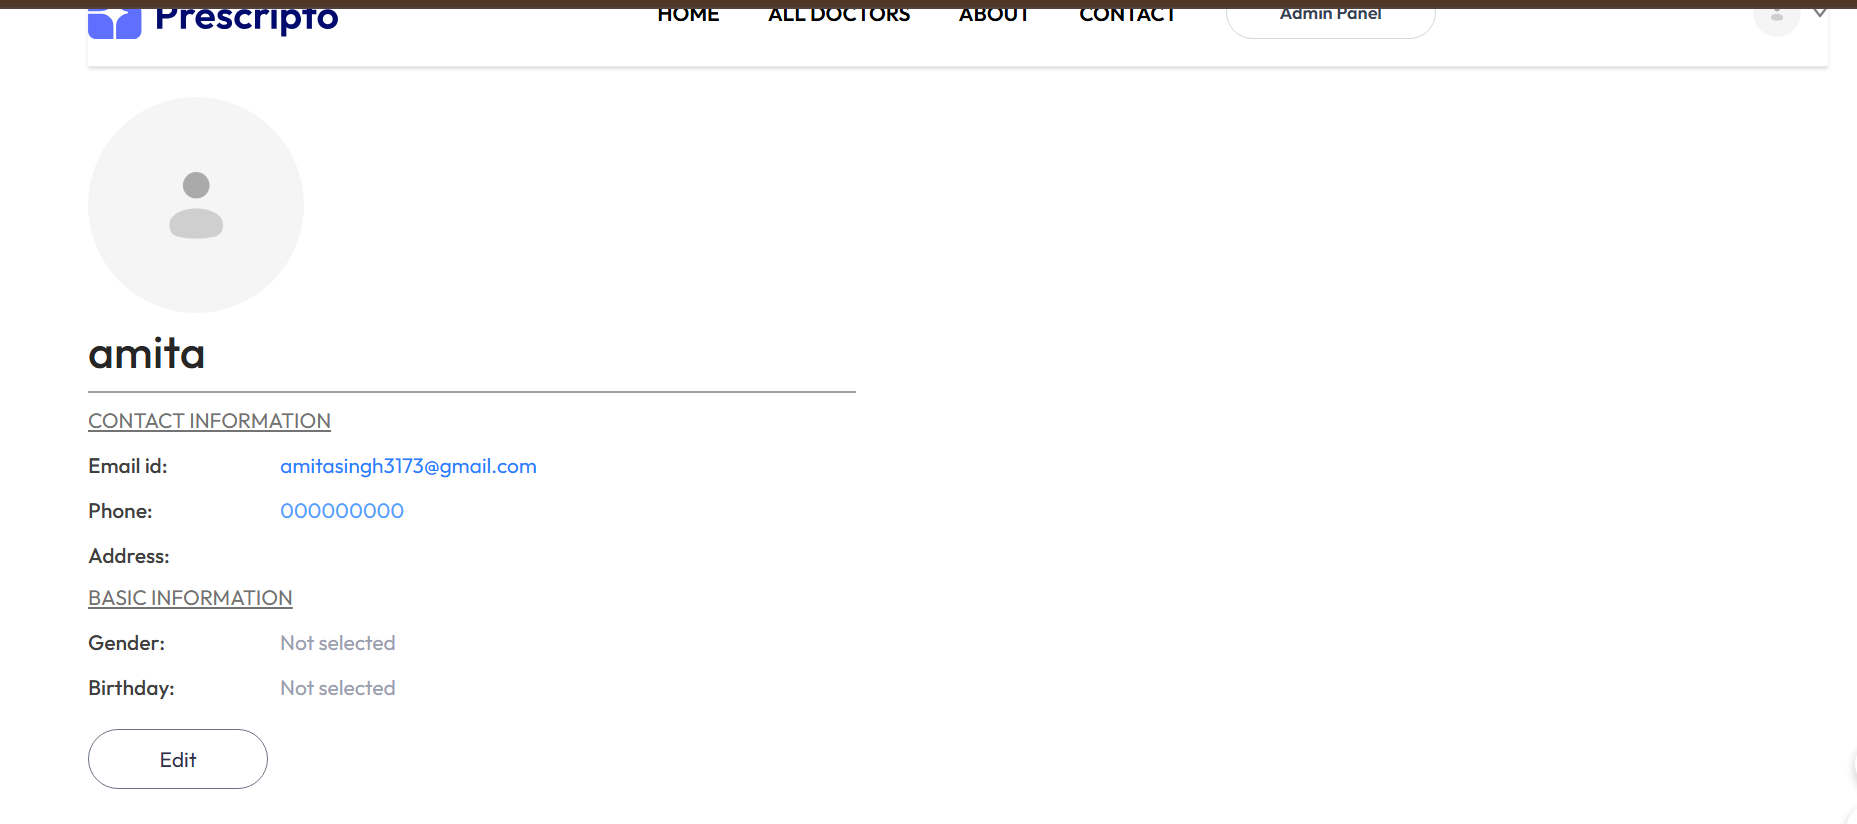 Prescripto HOME ALL DOCTORS ABOUT CONTACT Admin Panel
amita
CONTACT INFORMATION
Email id: amitasingh3173@gmail.com
Phone: 000000000
Address:
BASIC INFORMATION
Gender: Not selected
Birthday: Not selected
Edit